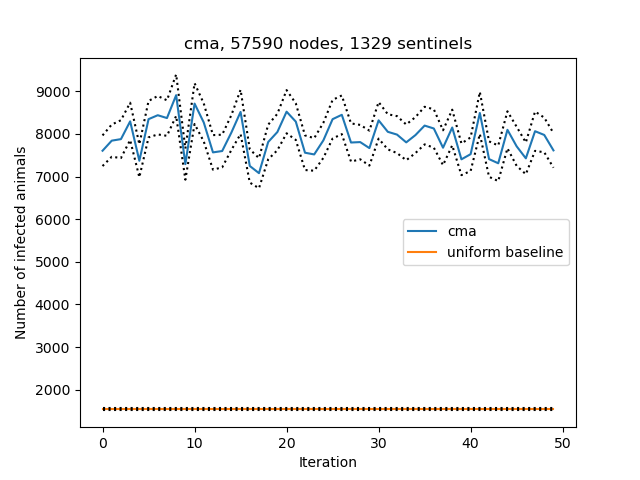 cma, 57590 nodes, 1329 sentinels
Number of infected animals
9000
8000
7000
6000
5000
4000
3000
2000
cma
uniform baseline
0 10 20 30 40 50
Iteration